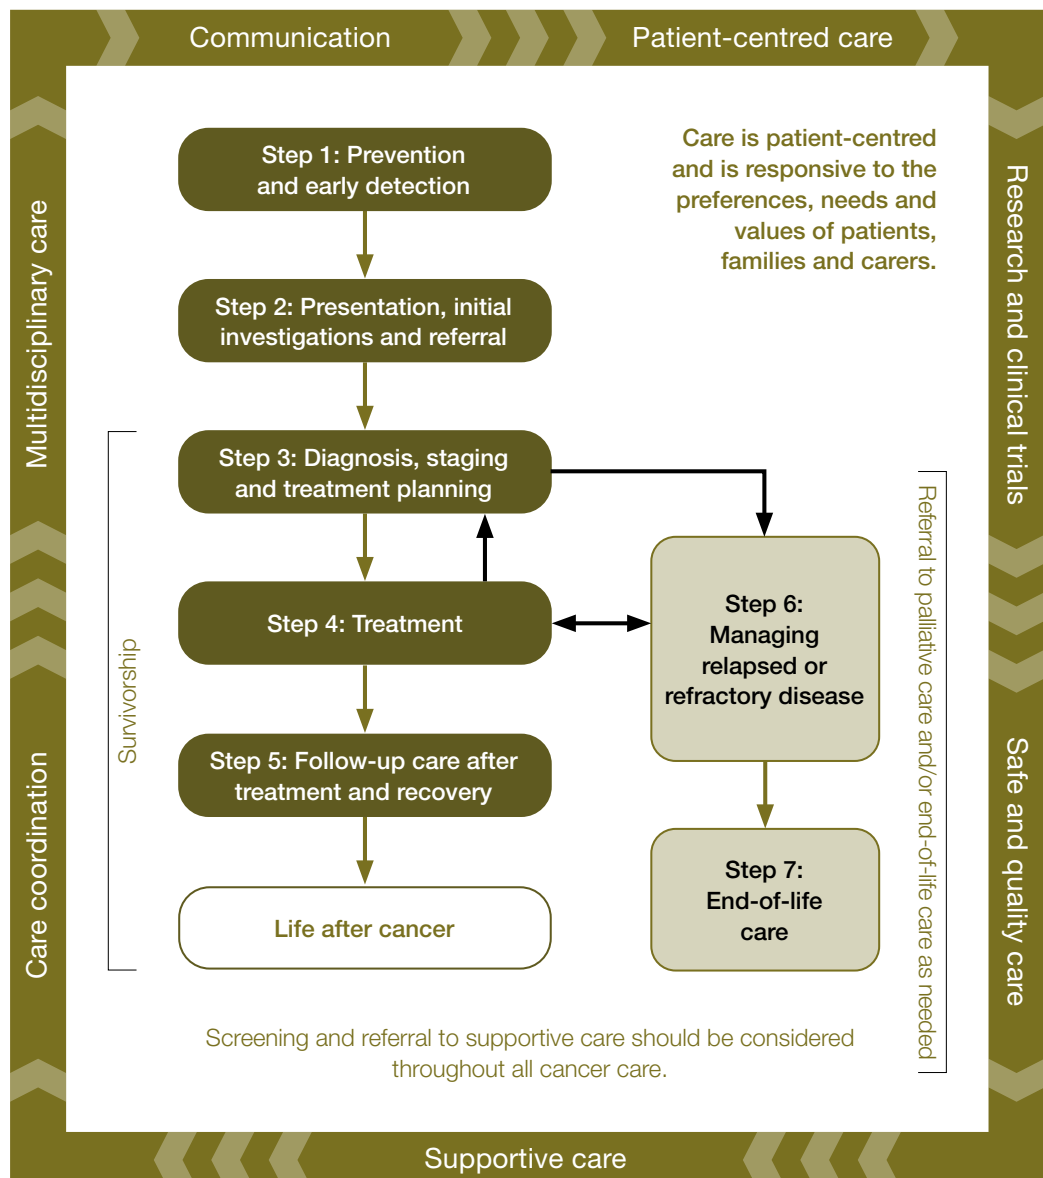 Communication
Patient-centred care
Step 1: Prevention
and early detection
Care is patient-centred
and is responsive to the
preferences, needs and
values of patients,
families and carers.
Step 2: Presentation, initial
investigations and referral
Step 3: Diagnosis, staging
and treatment planning
Step 4: Treatment
Step 5: Follow-up care after
treatment and recovery
Life after cancer
Step 6:
Managing
relapsed or
refractory disease
Step 7:
End-of-life
care
Survivorship
Referral to palliative care and/or end-of-life care as needed
Screening and referral to supportive care should be considered
throughout all cancer care.
Multidisciplinary care
Care coordination
Research and clinical trials
Safe and quality care
Supportive care